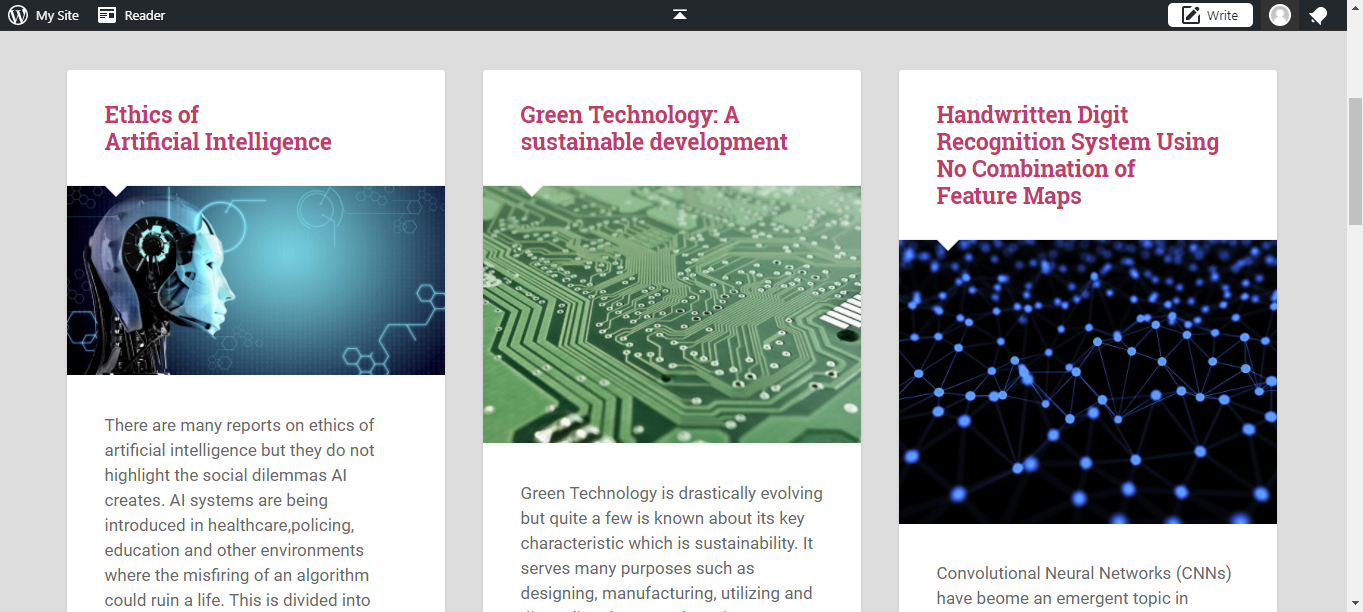 My Site Reader Write
Ethics of
Artificial Intelligence
There are many reports on ethics of
artificial intelligence but they do not
highlight the social dilemmas AI
creates. AI systems are being
introduced in healthcare,policing,
education and other environments
where the misfiring of an algorithm
could ruin a life. This is divided into
Green Technology: A
sustainable development
Green Technology is drastically evolving
but quite a few is known about its key
characteristic which is sustainability. It
serves many purposes such as
designing, manufacturing, utilizing and
Handwritten Digit
Recognition System Using
No Combination of
Feature Maps
Convolutional Neural Networks (CNNs)
have beome an emergent topic in